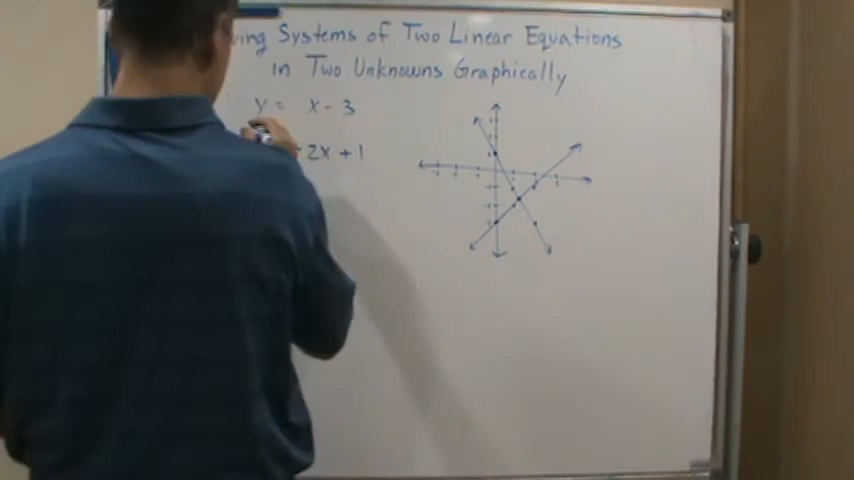 Systems of Two Linear Equations
in Two Unknowns Graphically
y = x - 3
2x + 1